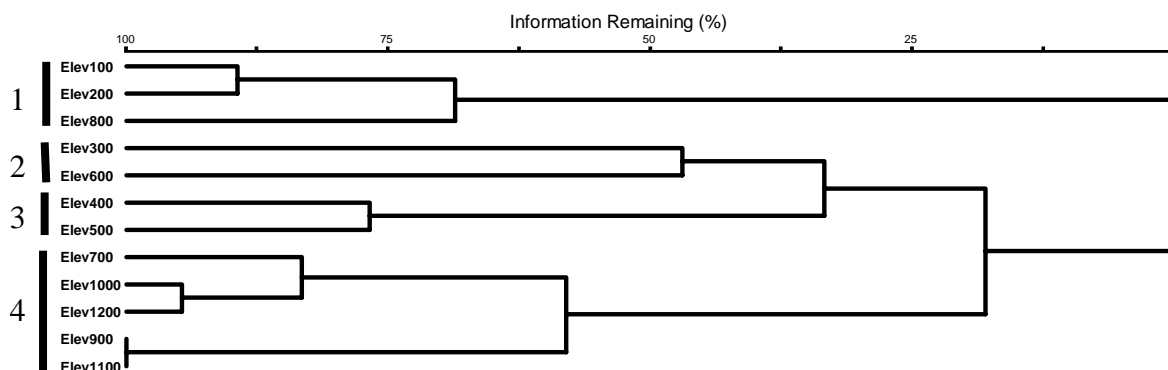 Information Remaining (%)
100 75 50 25
1
Elev100
Elev200
Elev800
2
Elev300
Elev600
3
Elev400
Elev500
4
Elev700
Elev1000
Elev1200
Elev900
Elev1100